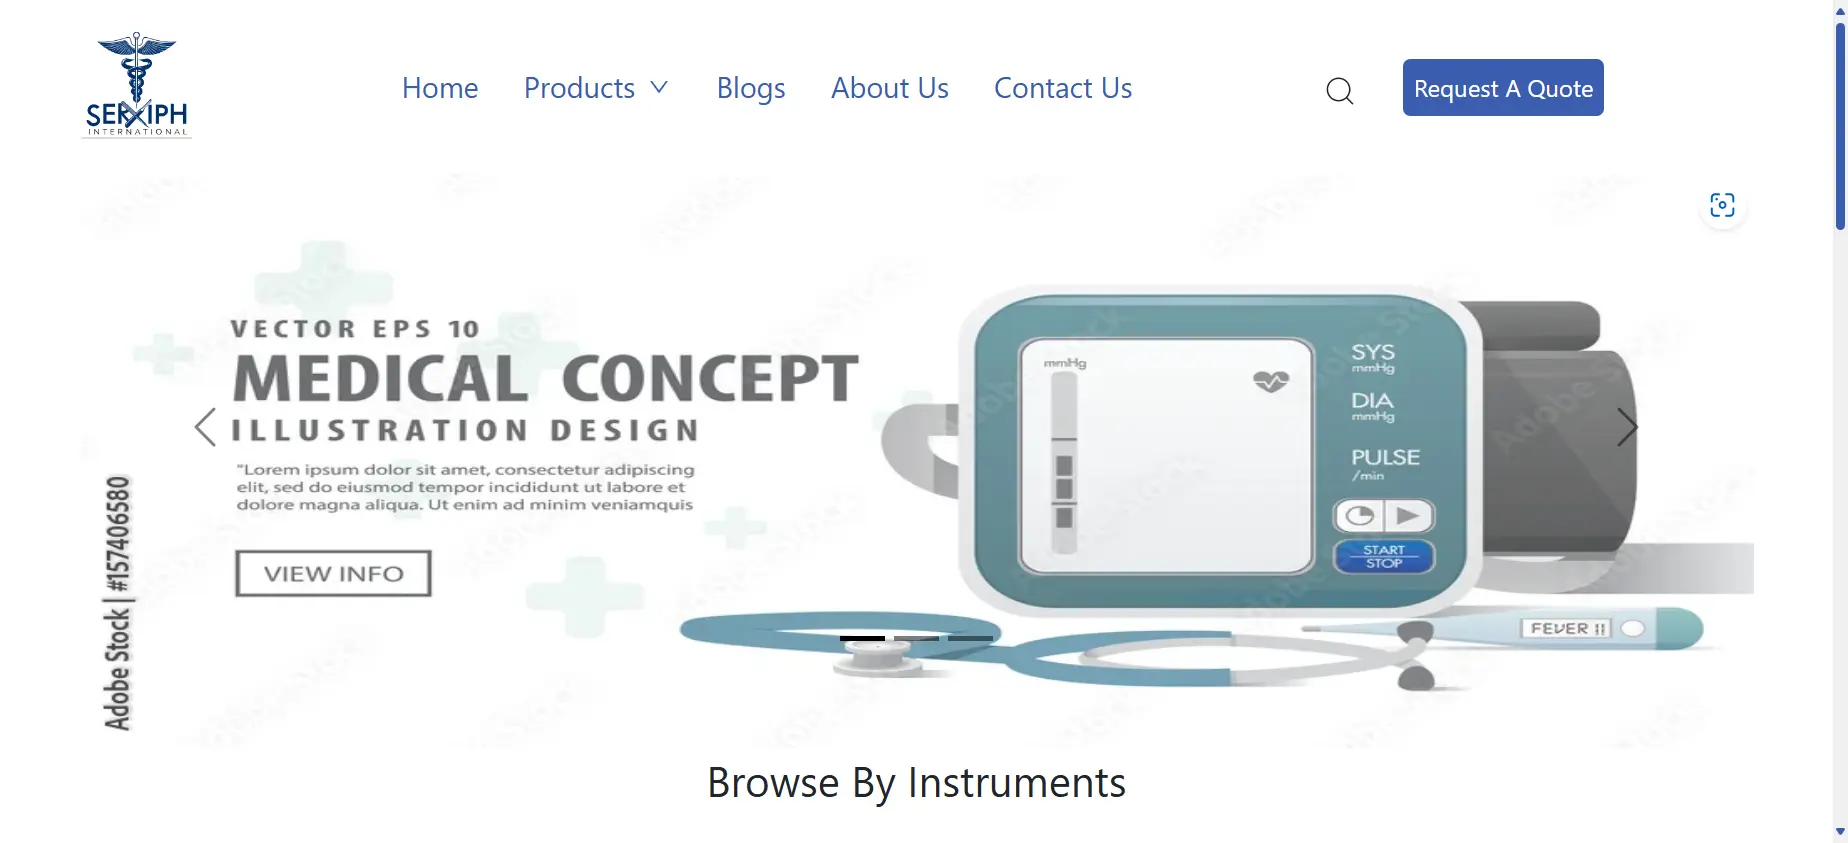 SERXIPH
INTERNATIONAL
Home
Products
Blogs
About Us
Contact Us
Request A Quote
VECTOR EPS 10
MEDICAL CONCEPT
ILLUSTRATION DESIGN
"Lorem ipsum dolor sit amet, consectetur adipiscing
elit, sed do eiusmod tempor incididunt ut labore et
dolore magna aliqua. Ut enim ad minim veniamquis
VIEW INFO
Adobe Stock | #157406580
mmHg
SYS
mmHg
DIA
mmHg
PULSE
/min
START
STOP
FEVER !!
Browse By Instruments